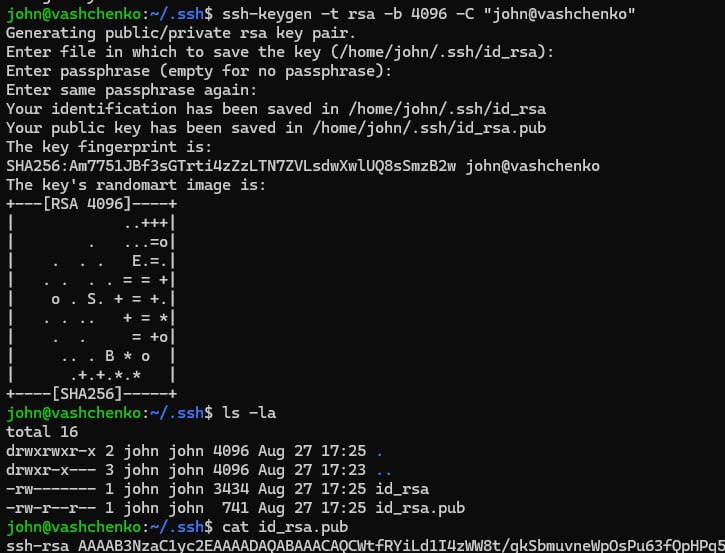 john@vashchenko:~/.ssh$ ssh-keygen -t rsa -b 4096 -C "john@vashchenko"
Generating public/private rsa key pair.
Enter file in which to save the key (/home/john/.ssh/id_rsa):
Enter passphrase (empty for no passphrase):
Enter same passphrase again:
Your identification has been saved in /home/john/.ssh/id_rsa
Your public key has been saved in /home/john/.ssh/id_rsa.pub
The key fingerprint is:
SHA256:Am7751JBf3sGTrti4zZzLTN7ZVLsdwXwlUQ8sSmzB2w john@vashchenko
The key's randomart image is:
+---[RSA 4096]----+
|            ..+++|
|        .   ...=o|
|    .  . .   E.=.|
|   . .  . . = = +|
|    o . S. + = +.|
|   . . ..   + = *|
|    .  .     = +o|
|     .. . B * o  |
|      .+.+.*.*   |
+----[SHA256]-----+
john@vashchenko:~/.ssh$ ls -la
total 16
drwxrwxr-x 2 john john 4096 Aug 27 17:25 .
drwxr-x--- 3 john john 4096 Aug 27 17:23 ..
-rw------- 1 john john 3434 Aug 27 17:25 id_rsa
-rw-r--r-- 1 john john  741 Aug 27 17:25 id_rsa.pub
john@vashchenko:~/.ssh$ cat id_rsa.pub
ssh-rsa AAAAB3NzaC1yc2EAAAADAQABAAACAQCWtfRYiLd1I4zWW8t/qkSbmuvneWpOsPu63fQpHPq5